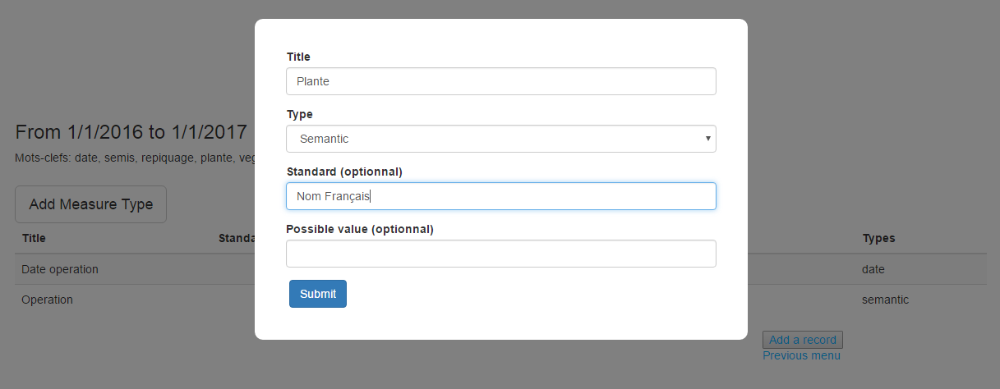 Title
Plante
Type
Semantic
Standard (optionnal)
Nom Français
Possible value (optionnal)
Submit
From 1/1/2016 to 1/1/2017
Mots-clefs: date, semis, repiquage, plante,
Add Measure Type
Title Types
Date operation date
Operation semantic
Add a record
Previous menu